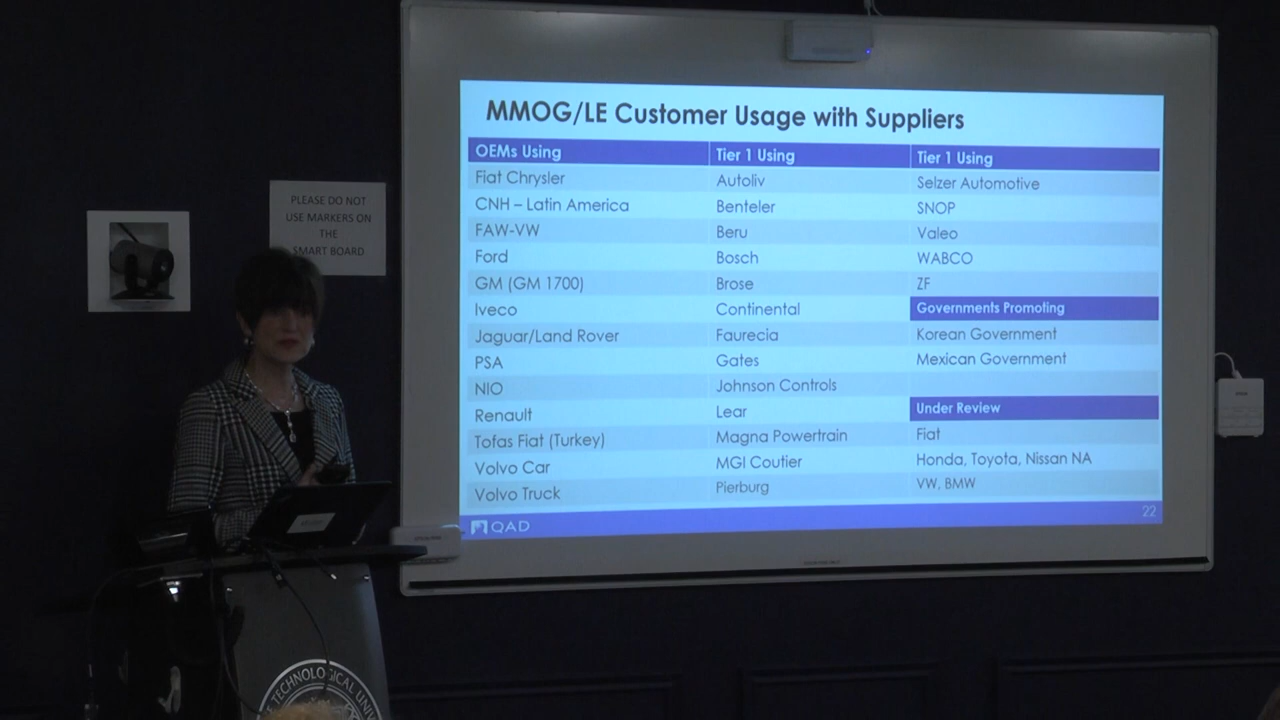 MMOG/LE Customer Usage with Suppliers
OEMs Using
Tier 1 Using
Tier 1 Using
Fiat Chrysler
Autoliv
Selzer Automotive
CNH – Latin America
Benteler
SNOP
FAW-VW
Beru
Valeo
Ford
Bosch
WABCO
GM (GM 1700)
Brose
ZF
Iveco
Continental
Governments Promoting
Jaguar/Land Rover
Faurecia
Korean Government
PSA
Gates
Mexican Government
NIO
Johnson Controls
Renault
Lear
Under Review
Tofas Fiat (Turkey)
Magna Powertrain
Fiat
Volvo Car
MGI Coutier
Honda, Toyota, Nissan NA
Volvo Truck
Pierburg
VW, BMW
QAD
22
PLEASE DO NOT
USE MARKERS ON
THE
SMART BOARD
TECHNOLOGICAL UNIV